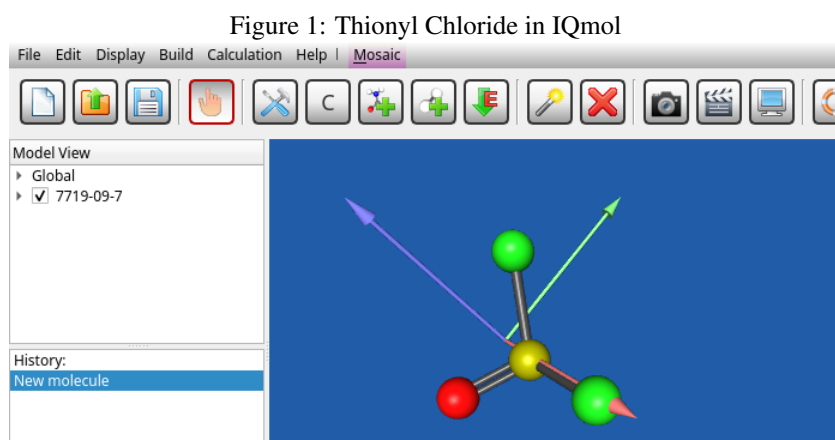 Figure 1: Thionyl Chloride in IQmol
File Edit Display Build Calculation Help Mosaic
C E
Model View
Global
7719-09-7
History:
New molecule